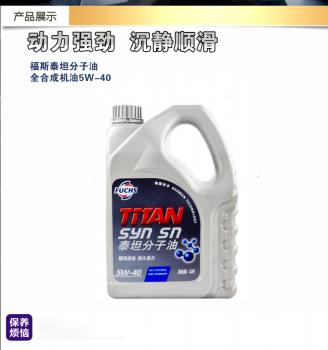 产品展示
动力强劲 沉静顺滑
福斯泰坦分子油
全合成机油5W-40
FUCHS
TITAN
SYN SN
泰坦分子油
5W-40
保养
烦恼